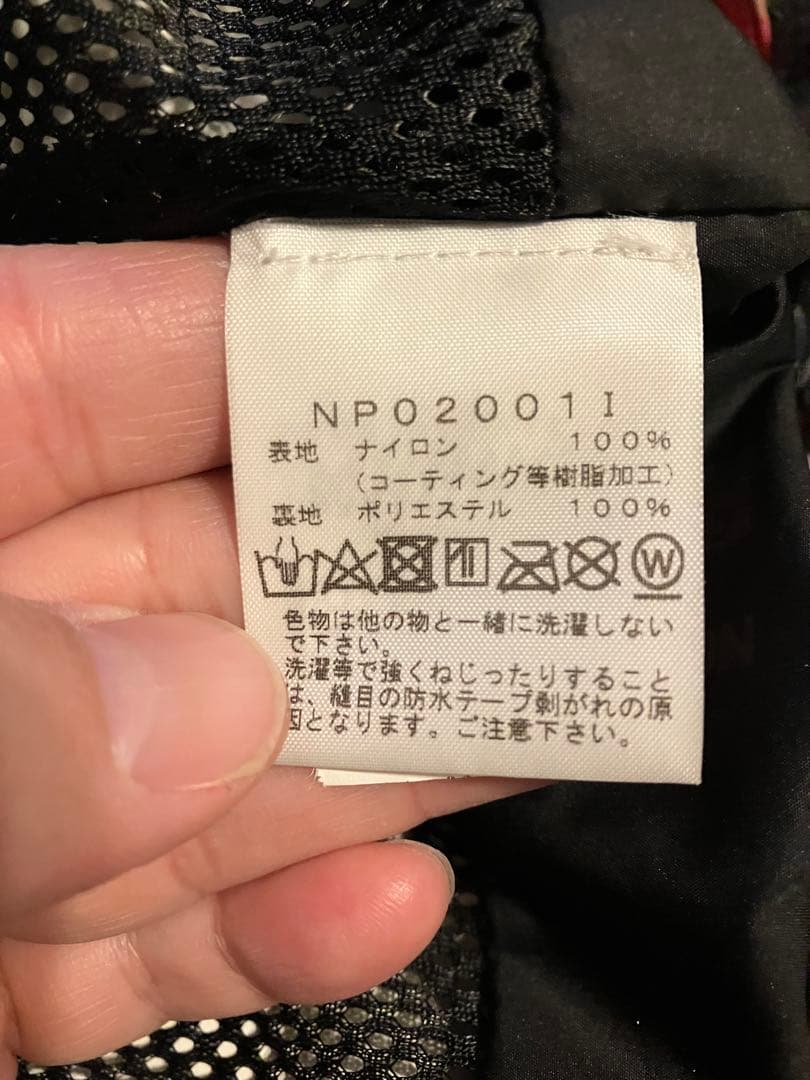 NP02001I
表地 ナイロン 100%
(コーティング等樹脂加工)
裏地 ポリエステル 100%
W
色物は他の物と一緒に洗濯しない
で下さい。
洗濯等で強くねじったりすること
は、縫目の防水テープ剥がれの原
因となります。ご注意下さい。